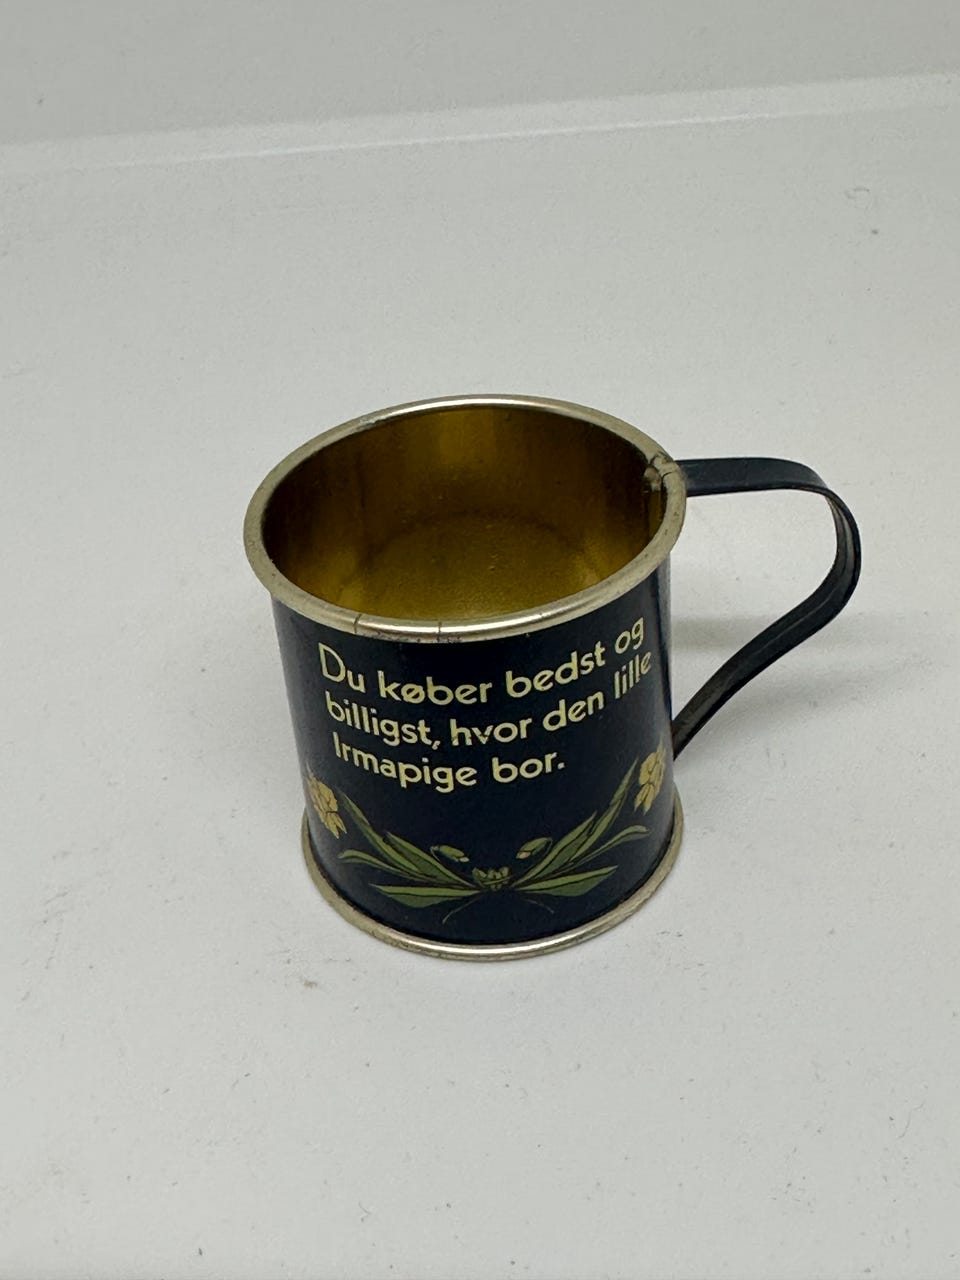 Du køber bedst og
billigst, hvor den lille
Irmapige bor.